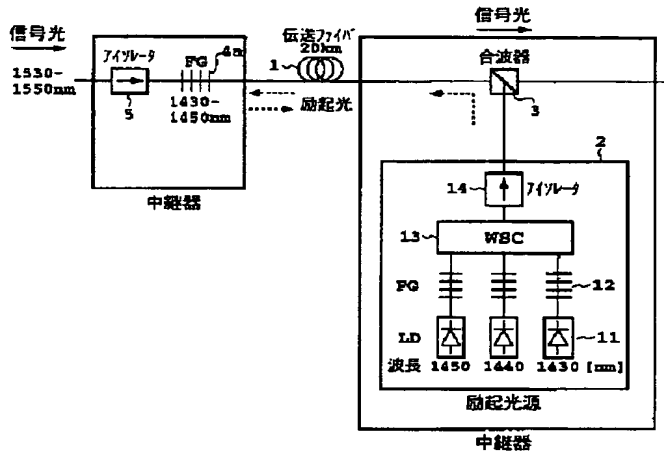 信号光
1530-
1550nm
アイソレータ
5
FG
4a
1430-
1450nm
中継器
伝送ファイバ
20km
1
励起光
信号光
合波器
3
2
14
アイソレータ
13
WSC
FG
12
LD
11
波長 1450 1440 1430 [nm]
励起光源
中継器